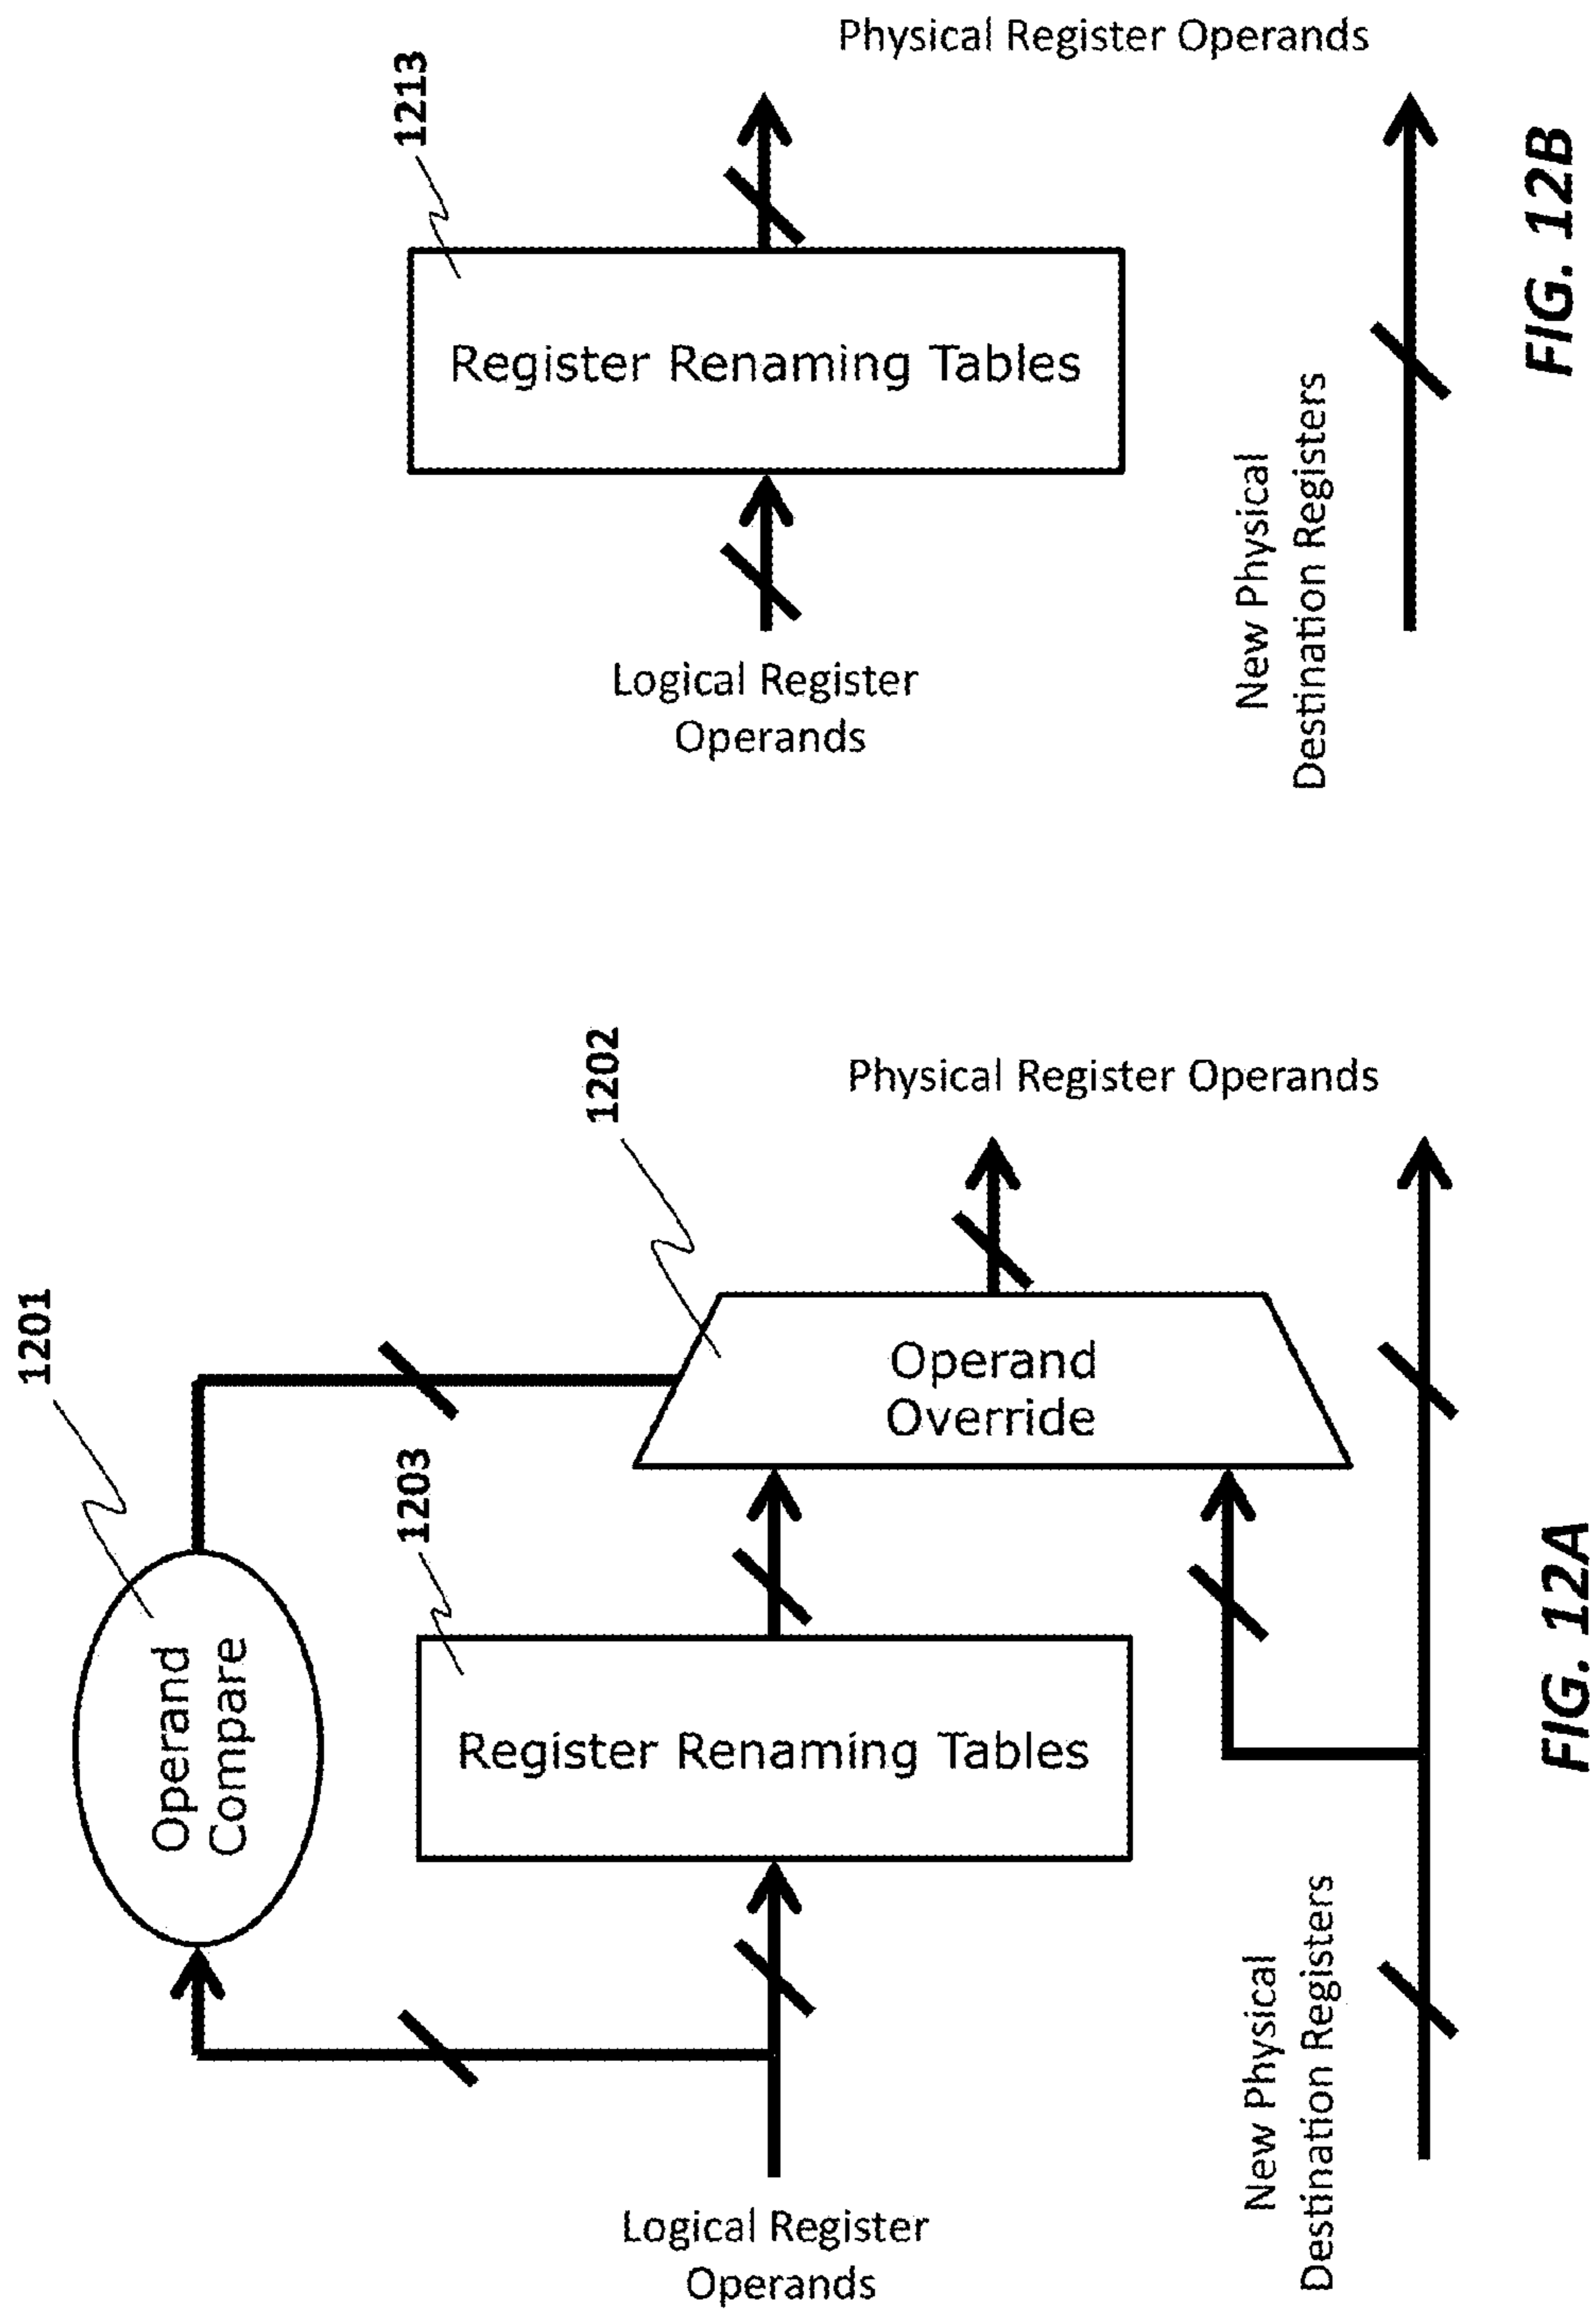 Physical Register Operands
1213
Register Renaming Tables
Logical Register
Operands
New Physical
Destination Registers
FIG. 12B
1201
1202
Physical Register Operands
Operand
Override
1203
Operand
Compare
Register Renaming Tables
Logical Register
Operands
New Physical
Destination Registers
FIG. 12A